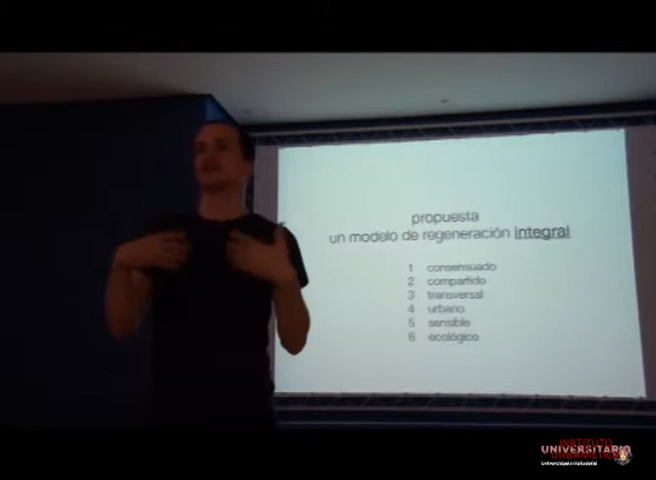 propuesta
un modelo de regeneración integral
1 consensuado
2 compartido
3 transversal
4 urbano
5 sensible
6 ecológico
INSTITUTO
UNIVERSITARIO